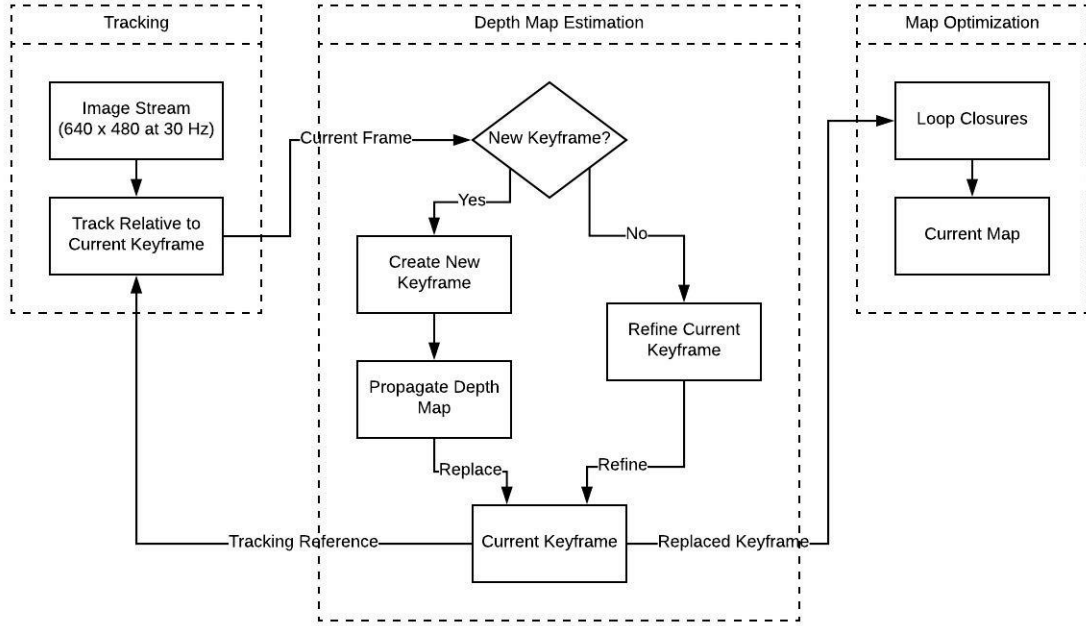 Tracking
Depth Map Estimation
Map Optimization
Image Stream
(640 x 480 at 30 Hz)
Current Frame
New Keyframe?
Loop Closures
Track Relative to
Current Keyframe
Yes
No
Current Map
Create New
Keyframe
Refine Current
Keyframe
Propagate Depth
Map
Replace
Refine
Tracking Reference
Current Keyframe
Replaced Keyframe